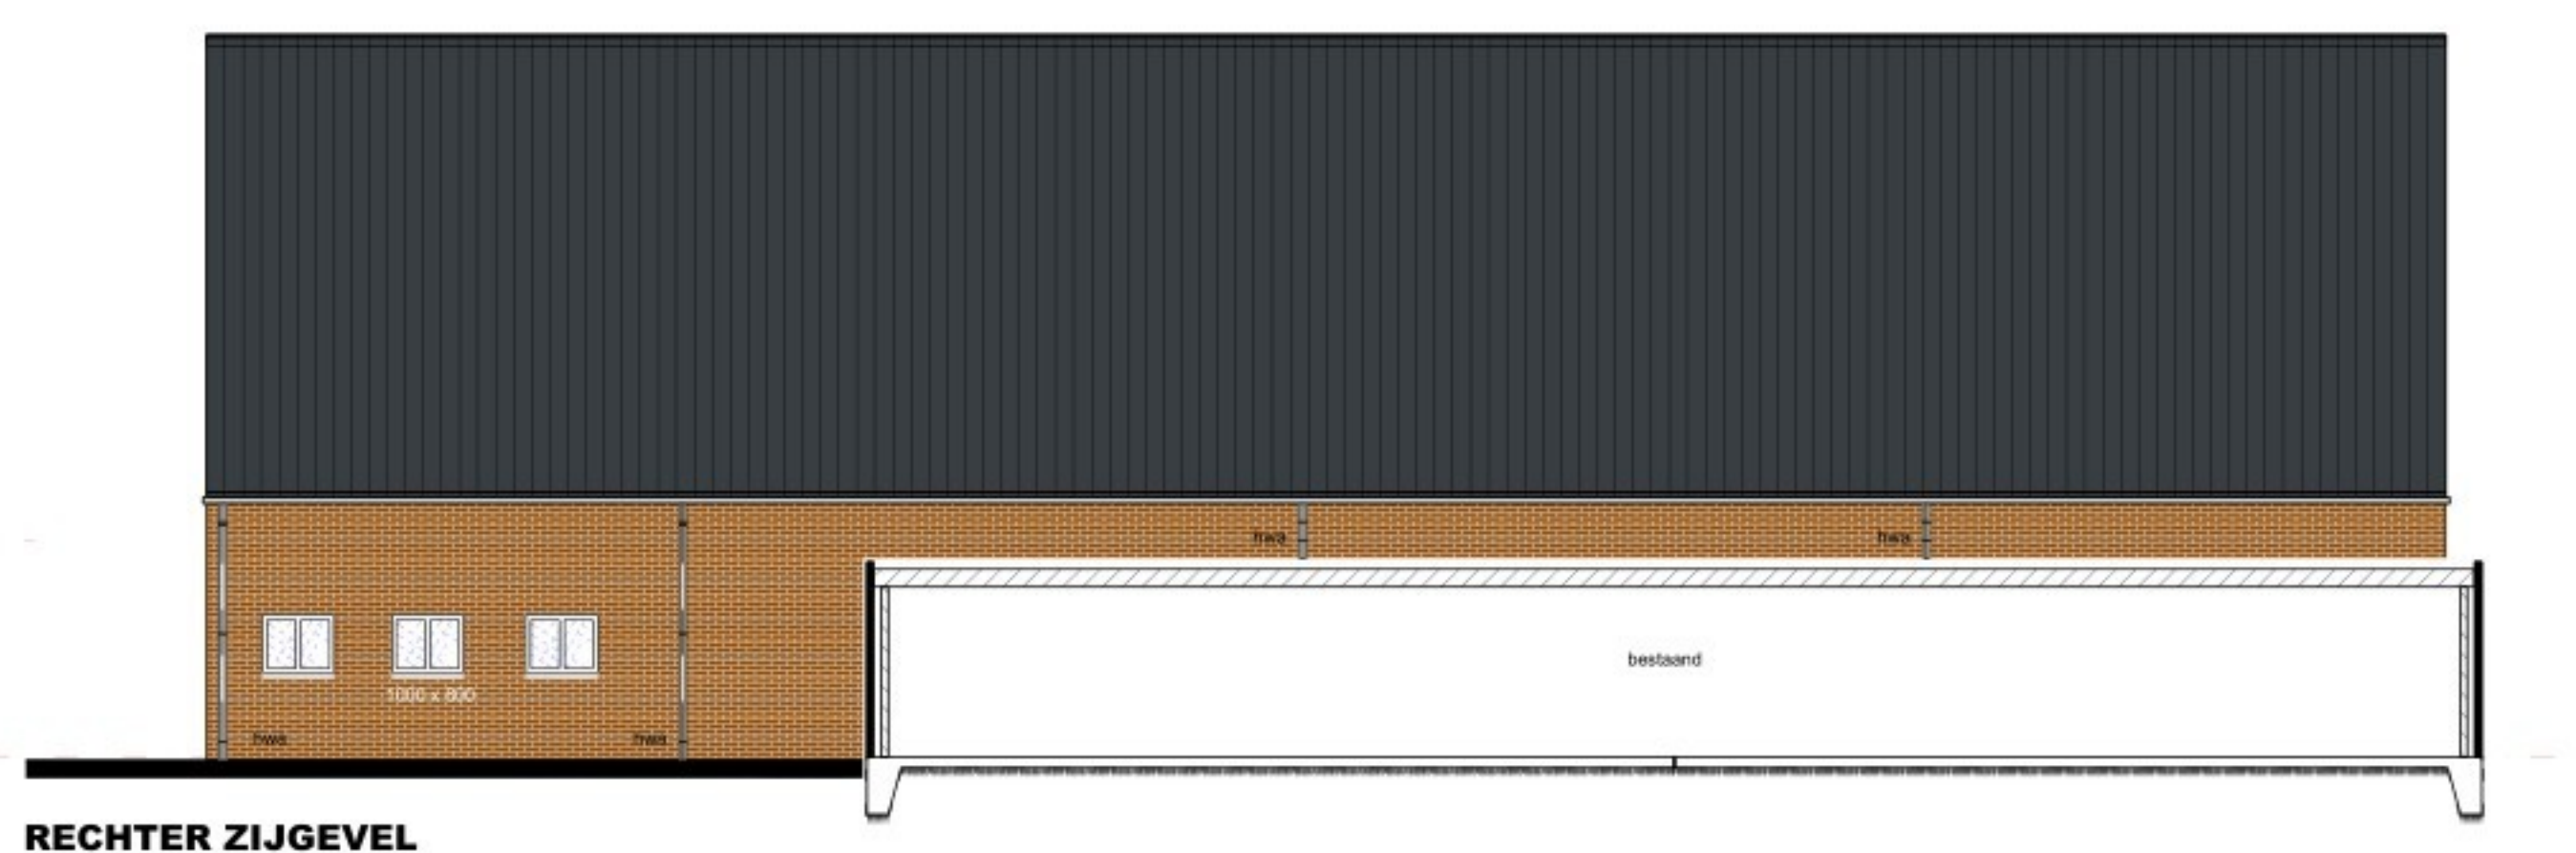 hwa
hwa
bestaand
1000 x 800
hwa
hwa
RECHTER ZIJGEVEL